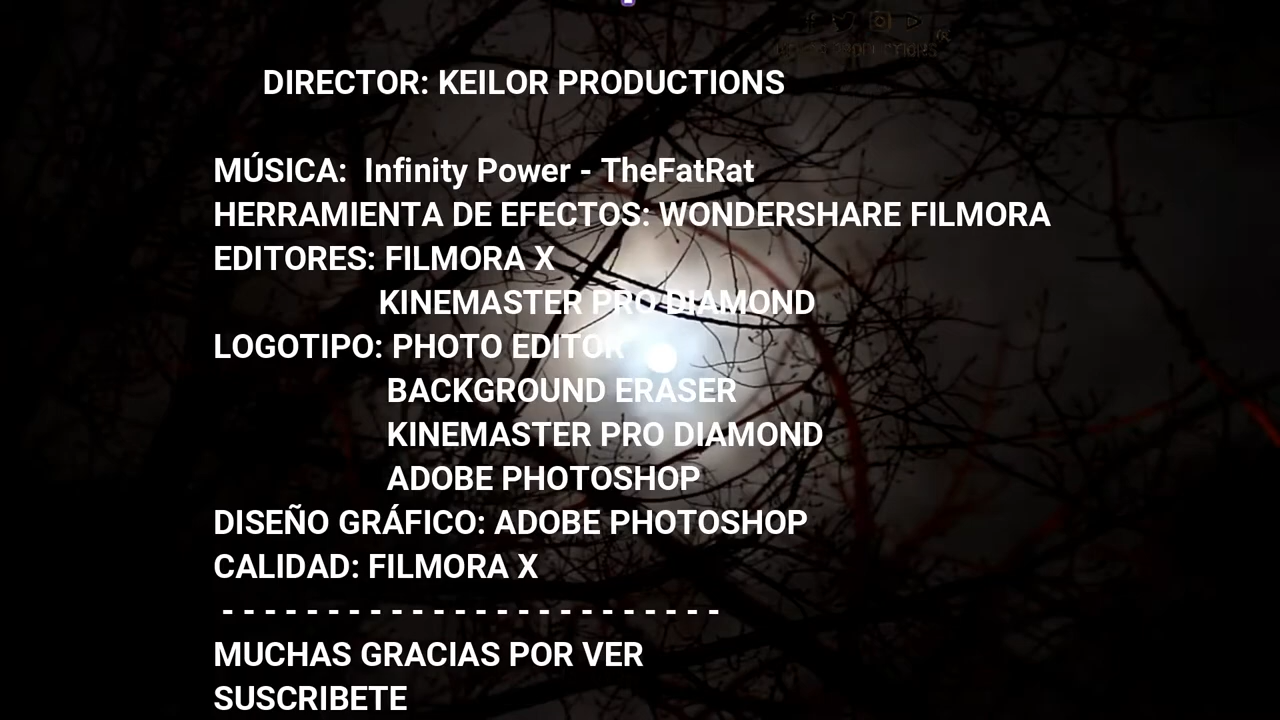 DIRECTOR: KEILOR PRODUCTIONS
MÚSICA: Infinity Power - TheFatRat
HERRAMIENTA DE EFECTOS: WONDERSHARE FILMORA
EDITORES: FILMORA X
KINEMASTER PRO DIAMOND
LOGOTIPO: PHOTO EDITOR
BACKGROUND ERASER
KINEMASTER PRO DIAMOND
ADOBE PHOTOSHOP
DISEÑO GRÁFICO: ADOBE PHOTOSHOP
CALIDAD: FILMORA X
- - - - - - - - - - - - - - - - - - - - - - - -
MUCHAS GRACIAS POR VER
SUSCRIBETE